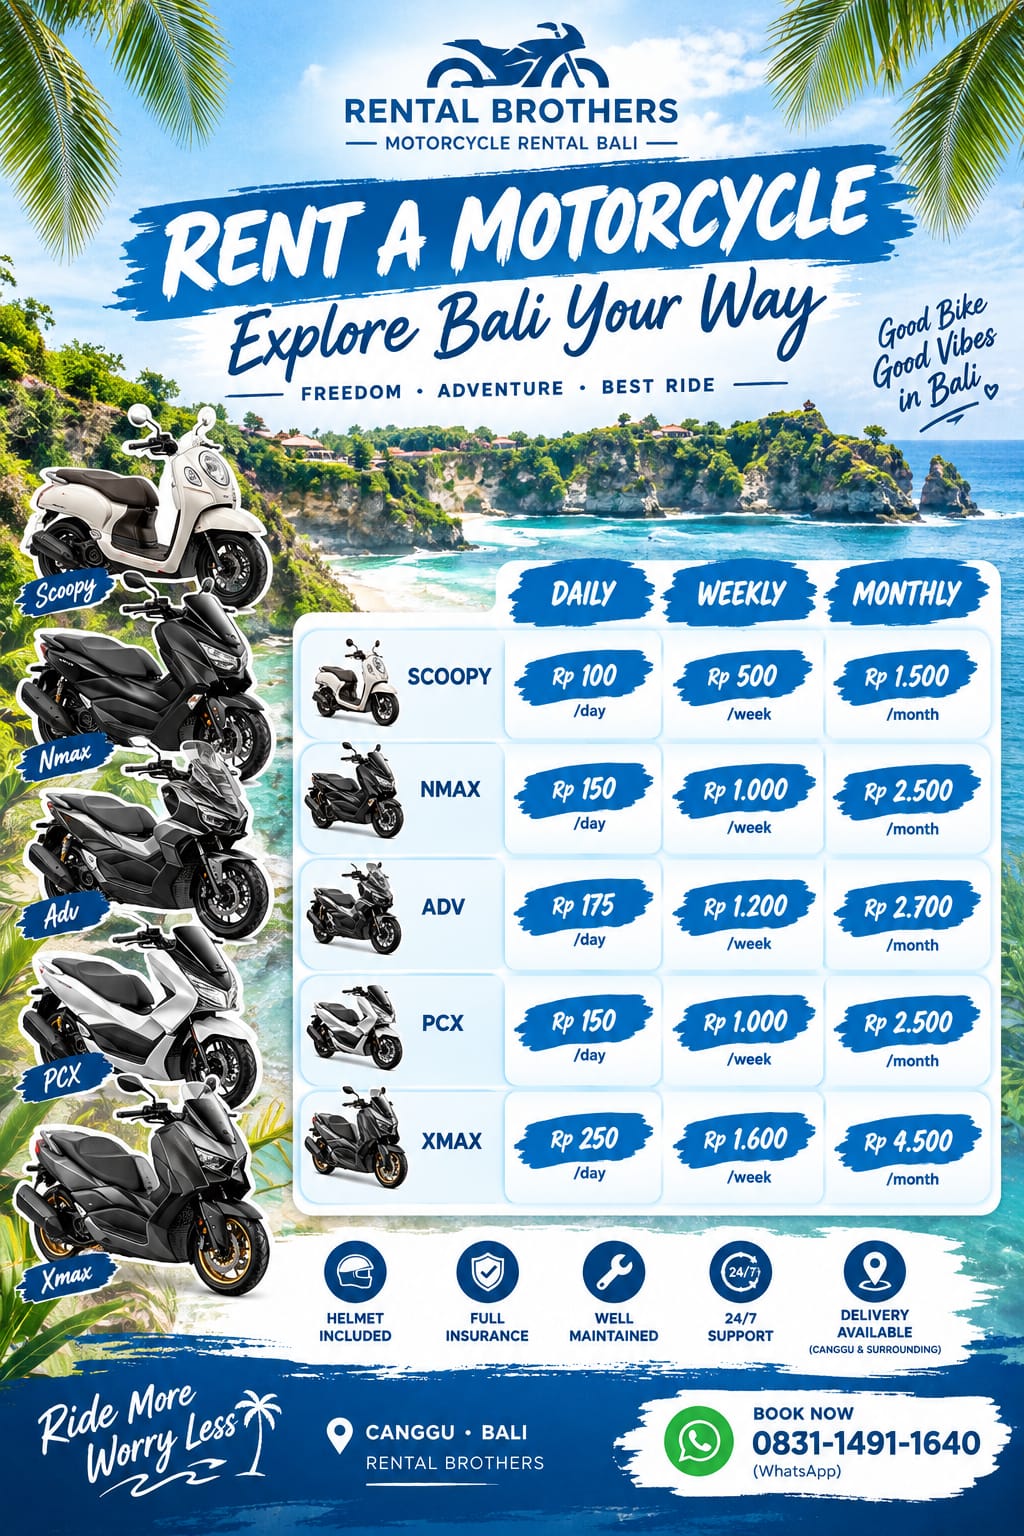 RENTAL BROTHERS
MOTORCYCLE RENTAL BALI
RENT A MOTORCYCLE
Explore Bali Your Way
FREEDOM • ADVENTURE • BEST RIDE
Good Bike
Good Vibes
in Bali
Scoopy
Nmax
Adv
PCX
Xmax
DAILY WEEKLY MONTHLY
SCOOPY Rp 100 /day Rp 500 /week Rp 1.500 /month
NMAX Rp 150 /day Rp 1.000 /week Rp 2.500 /month
ADV Rp 175 /day Rp 1.200 /week Rp 2.700 /month
PCX Rp 150 /day Rp 1.000 /week Rp 2.500 /month
XMAX Rp 250 /day Rp 1.600 /week Rp 4.500 /month
HELMET
INCLUDED
FULL
INSURANCE
WELL
MAINTAINED
24/7
24/7
SUPPORT
DELIVERY
AVAILABLE
(CANGGU & SURROUNDING)
Ride More
Worry Less
CANGGU • BALI
RENTAL BROTHERS
BOOK NOW
0831-1491-1640
(WhatsApp)